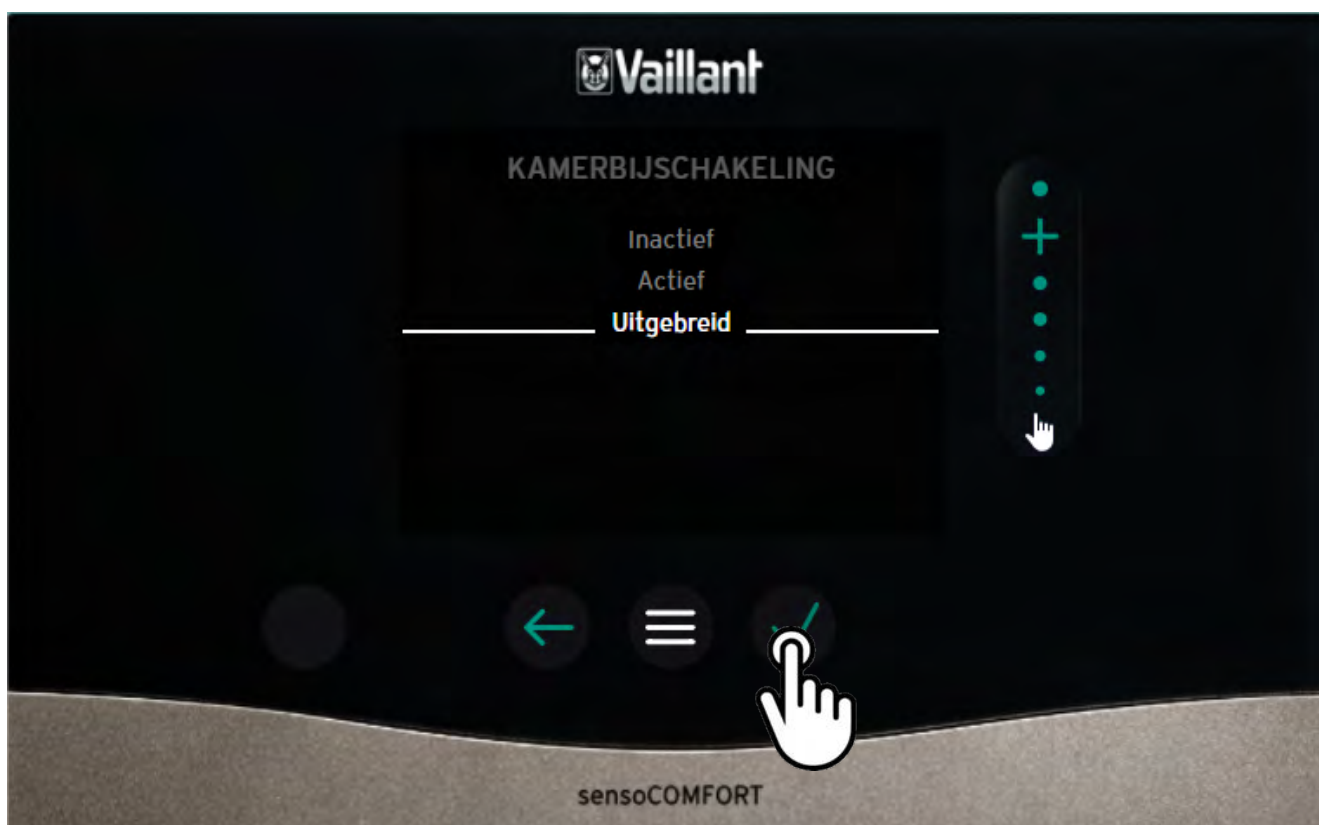 Vaillant
KAMERBIJSCHAKELING
Inactief
Actief
Uitgebreid
sensoCOMFORT